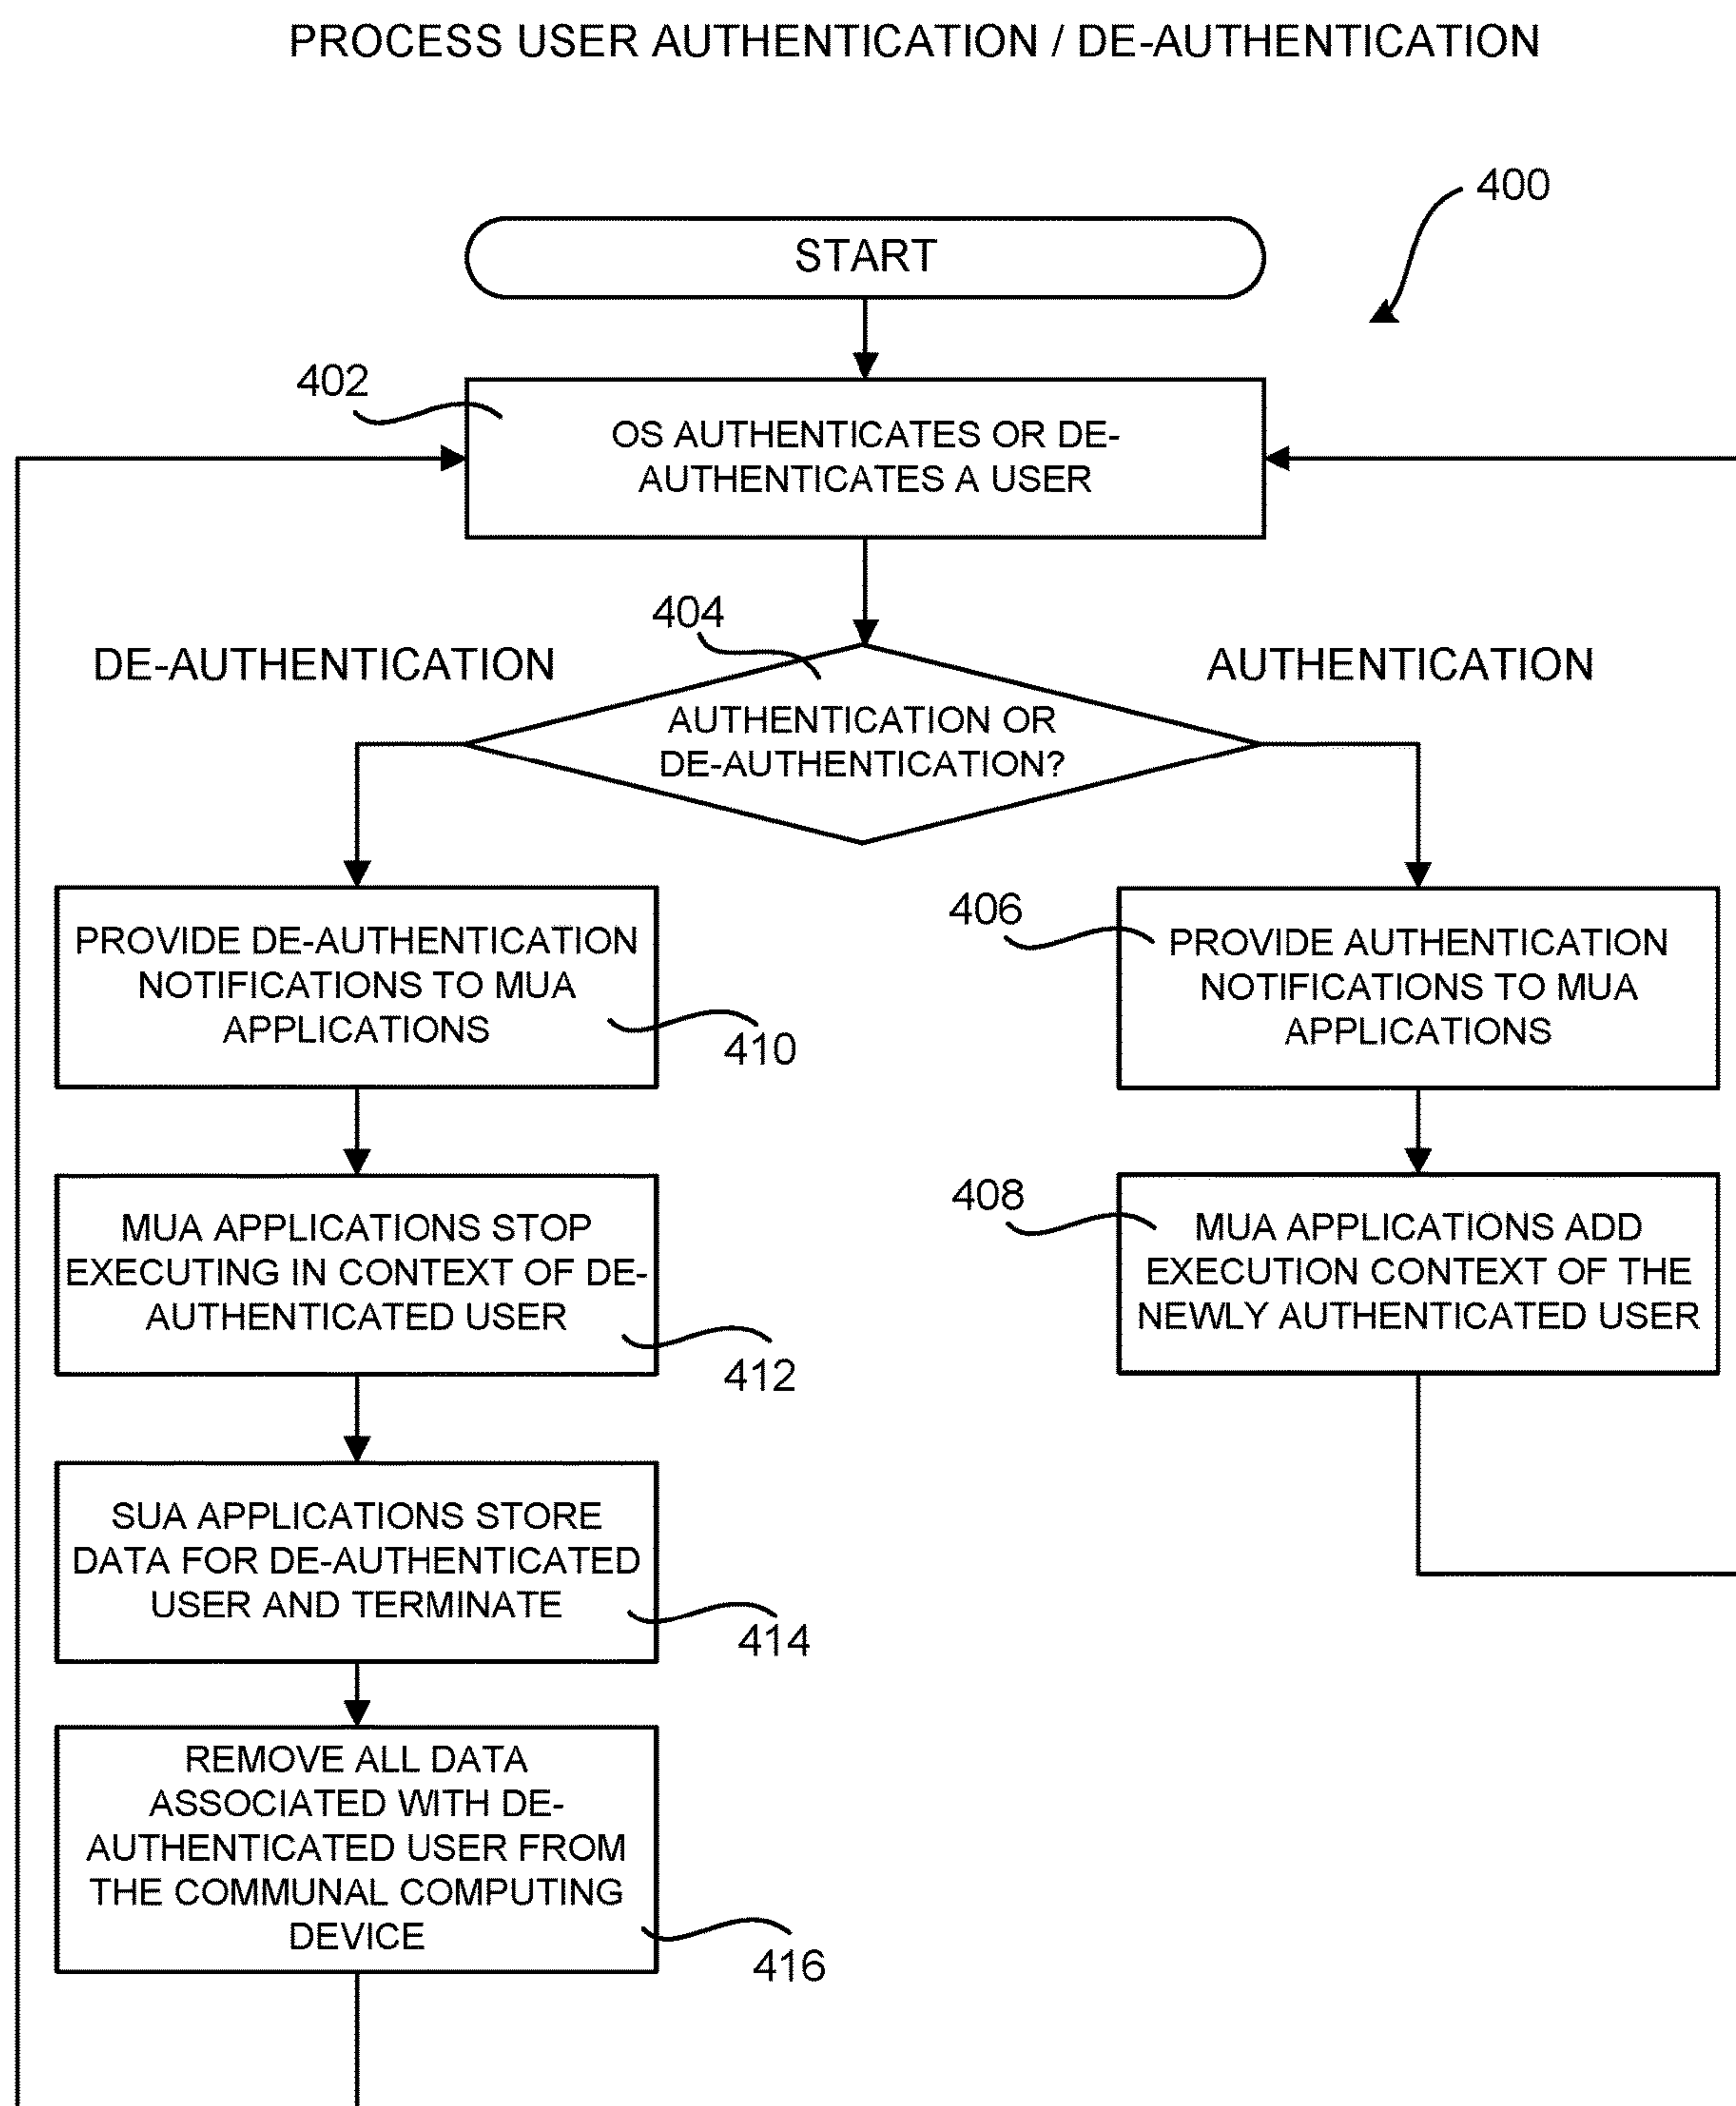 PROCESS USER AUTHENTICATION / DE-AUTHENTICATION
400
START
402
OS AUTHENTICATES OR DE-
AUTHENTICATES A USER
404
DE-AUTHENTICATION
AUTHENTICATION
AUTHENTICATION OR
DE-AUTHENTICATION?
PROVIDE DE-AUTHENTICATION
NOTIFICATIONS TO MUA
APPLICATIONS
410
406
PROVIDE AUTHENTICATION
NOTIFICATIONS TO MUA
APPLICATIONS
MUA APPLICATIONS STOP
EXECUTING IN CONTEXT OF DE-
AUTHENTICATED USER
412
408
MUA APPLICATIONS ADD
EXECUTION CONTEXT OF THE
NEWLY AUTHENTICATED USER
SUA APPLICATIONS STORE
DATA FOR DE-AUTHENTICATED
USER AND TERMINATE
414
REMOVE ALL DATA
ASSOCIATED WITH DE-
AUTHENTICATED USER FROM
THE COMMUNAL COMPUTING
DEVICE
416